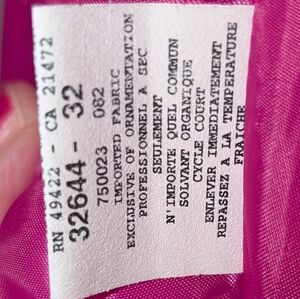 RN 49422 - CA 21472
32644 - 32
750023 082
IMPORTED FABRIC
EXCLUSIVE OF ORNAMENTATION
PROFESSIONNEL A SEC
SEULEMENT
N'IMPORTE QUEL COMMUN
SOLVANT ORGANIQUE
CYCLE COURT
ENLEVER IMMEDIATEMENT
REPASSEZ A LA TEMPERATURE
FRAICHE